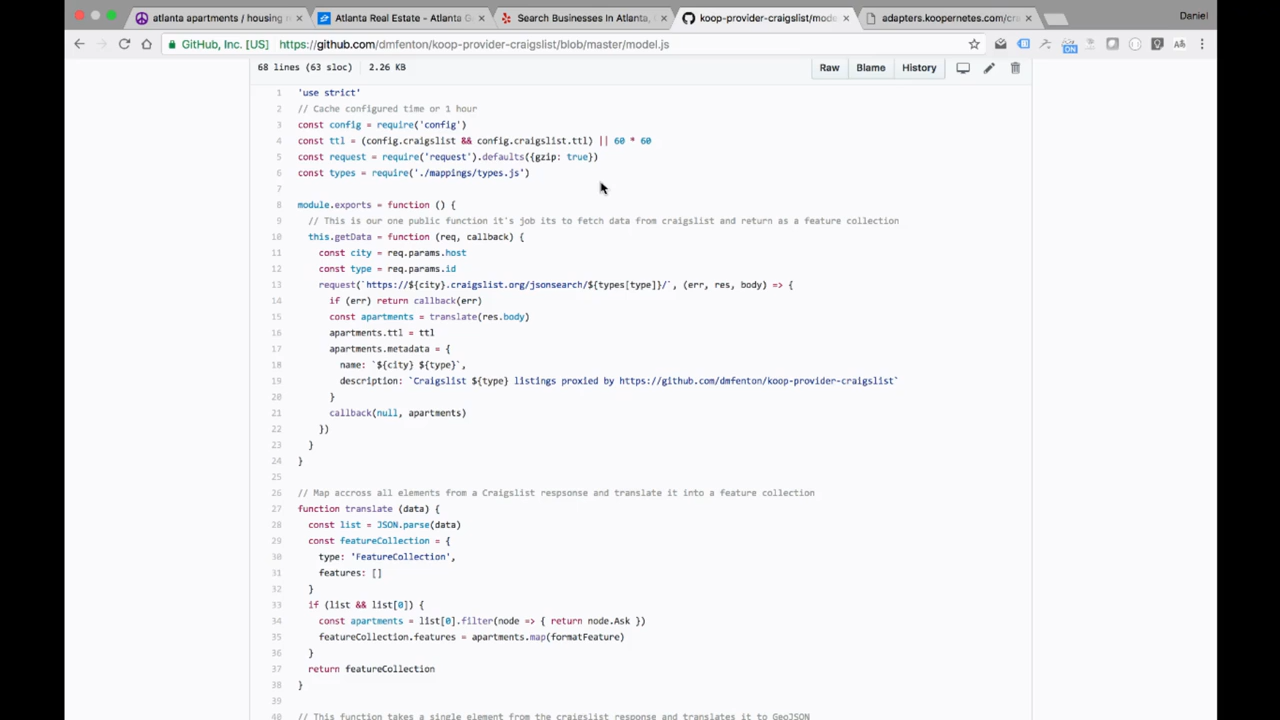 Daniel
atlanta apartments / housing r
Atlanta Real Estate - Atlanta G
Search Businesses In Atlanta,
koop-provider-craigslist/mode
adapters.koopernetes.com/cra
GitHub, Inc. [US]
https://github.com/dmfenton/koop-provider-craigslist/blob/master/model.js
ON
68 lines (63 sloc) 2.26 KB
Raw
Blame
History
1 'use strict'
2 // Cache configured time or 1 hour
3 const config = require('config')
4 const ttl = (config.craigslist && config.craigslist.ttl) || 60 * 60
5 const request = require('request').defaults({gzip: true})
6 const types = require('./mappings/types.js')
7
8 module.exports = function () {
9 // This is our one public function it's job its to fetch data from craigslist and return as a feature collection
10 this.getData = function (req, callback) {
11 const city = req.params.host
12 const type = req.params.id
13 request(`https://${city}.craigslist.org/jsonsearch/${types[type]}/`, (err, res, body) => {
14 if (err) return callback(err)
15 const apartments = translate(res.body)
16 apartments.ttl = ttl
17 apartments.metadata = {
18 name: `${city} ${type}`,
19 description: `Craigslist ${type} listings proxied by https://github.com/dmfenton/koop-provider-craigslist`
20 }
21 callback(null, apartments)
22 })
23 }
24 }
25
26 // Map accross all elements from a Craigslist respsonse and translate it into a feature collection
27 function translate (data) {
28 const list = JSON.parse(data)
29 const featureCollection = {
30 type: 'FeatureCollection',
31 features: []
32 }
33 if (list && list[0]) {
34 const apartments = list[0].filter(node => { return node.Ask })
35 featureCollection.features = apartments.map(formatFeature)
36 }
37 return featureCollection
38 }
39
40 // This function takes a single element from the craigslist response and translates it to GeoJSON